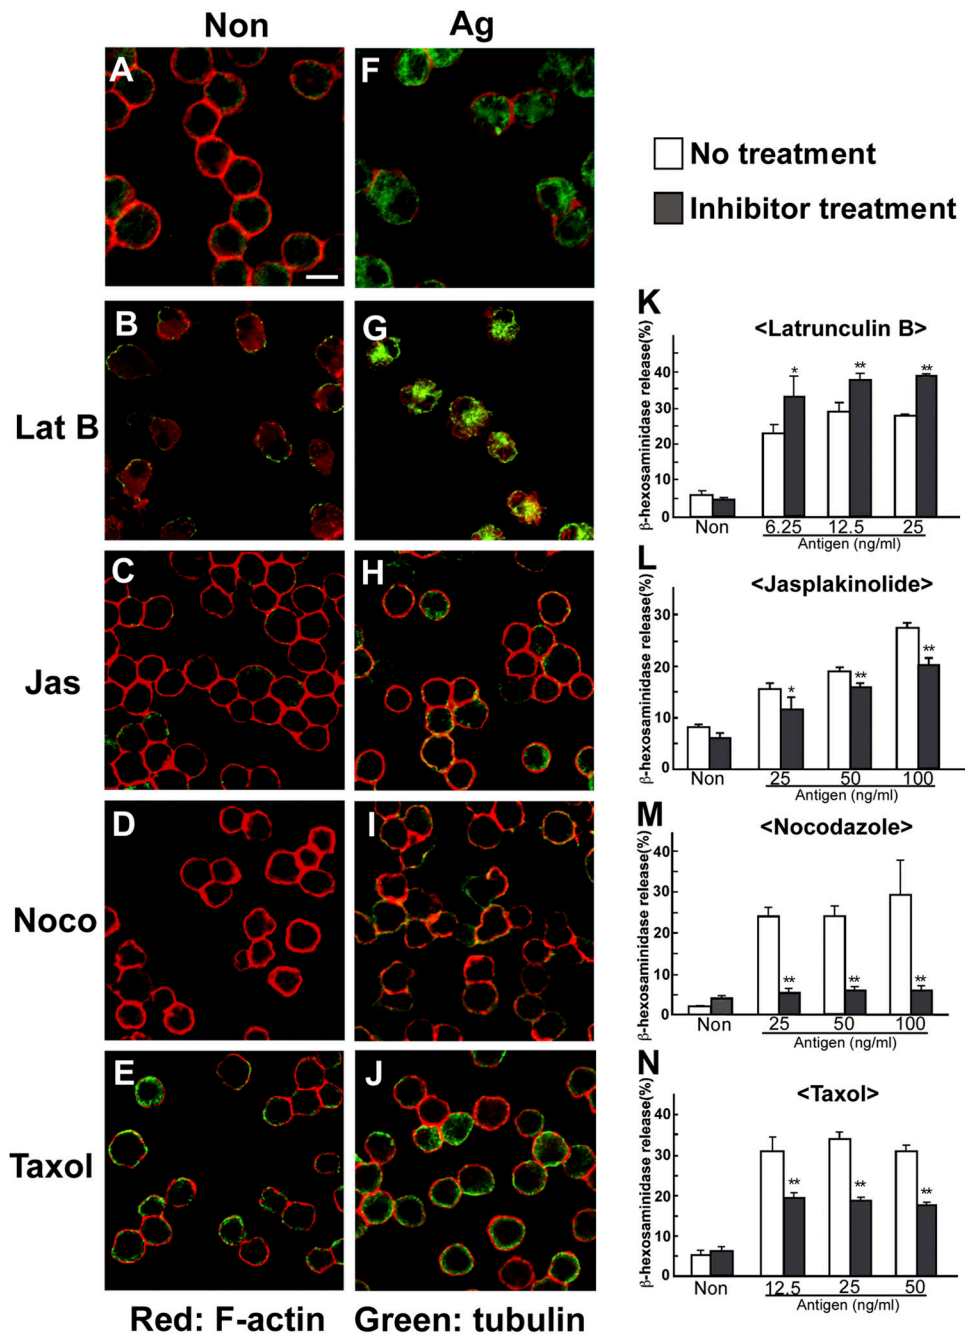 Non
Ag
A
F
No treatment
Inhibitor treatment
Lat B
B
G
K
<Latrunculin B>
β-hexosaminidase release(%)
40
30
20
10
0
Non
6.25
12.5
25
Antigen (ng/ml)
*
**
**
Jas
C
H
L
<Jasplakinolide>
β-hexosaminidase release(%)
30
20
10
0
Non
25
50
100
Antigen (ng/ml)
*
**
**
Noco
D
I
M
<Nocodazole>
β-hexosaminidase release(%)
40
30
20
10
0
Non
25
50
100
Antigen (ng/ml)
**
**
**
Taxol
E
J
N
<Taxol>
β-hexosaminidase release(%)
40
30
20
10
0
Non
12.5
25
50
Antigen (ng/ml)
**
**
**
Red: F-actin
Green: tubulin